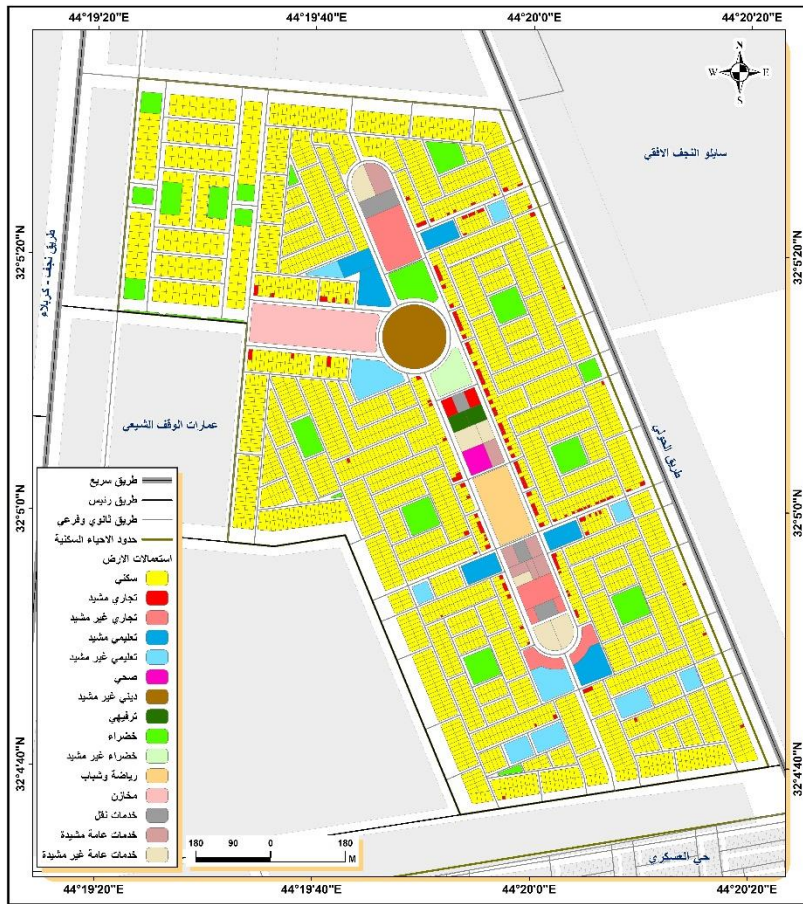 44°19'20"E 44°19'40"E 44°20'0"E 44°20'20"E
N
W E
S
سايلو النجف الافقي
32°5'20"N 32°5'20"N
طريق نجف - كربلاء
عمارات الوقف الشيعي
طريق الحولي
32°5'0"N 32°5'0"N
طريق سريع
طريق رئيس
طريق ثانوي وفرعي
حدود الاحياء السكنية
استعمالات الارض
سكني
تجاري مشيد
تجاري غير مشيد
تعليمي مشيد
تعليمي غير مشيد
صحي
ديني غير مشيد
ترفيهي
خضراء
خضراء غير مشيد
رياضة وشباب
مخازن
خدمات نقل
خدمات عامة مشيدة
خدمات عامة غير مشيدة
32°4'40"N 32°4'40"N
180 90 0 180
M
حي العسكري
44°19'20"E 44°19'40"E 44°20'0"E 44°20'20"E